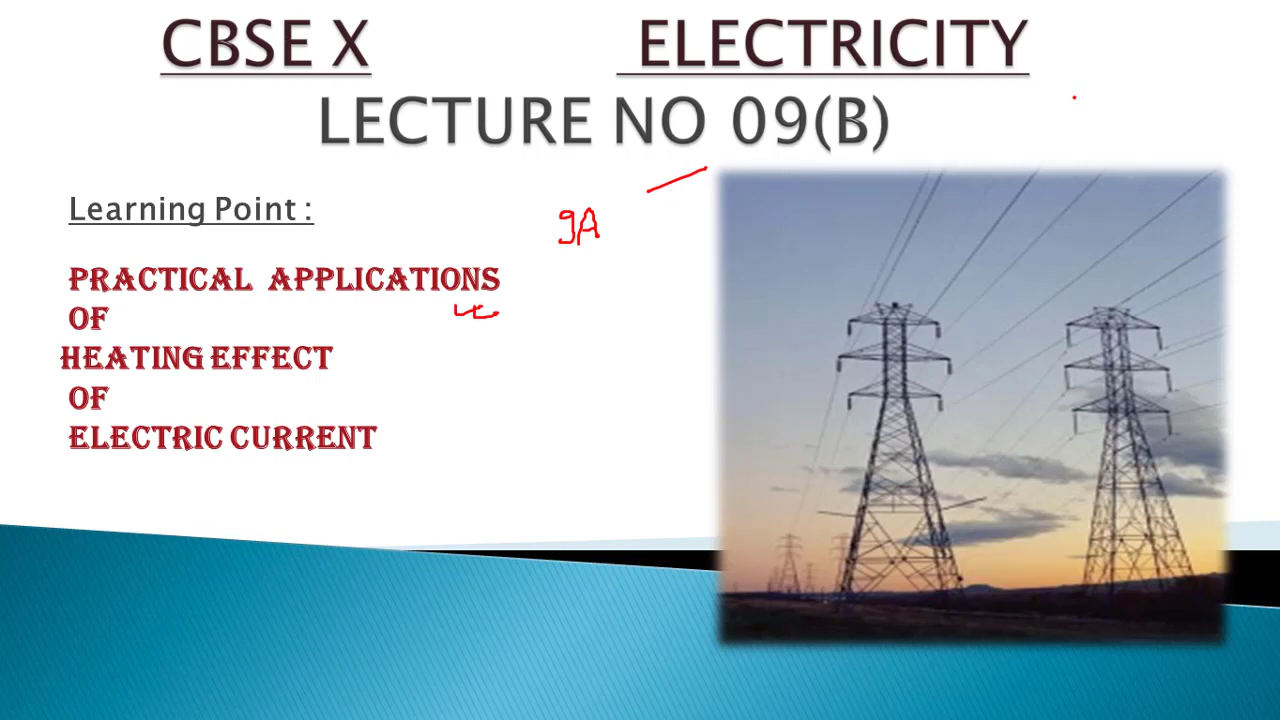 CBSE X ELECTRICITY
LECTURE NO 09(B)
Learning Point :
9A
PRACTICAL APPLICATIONS
OF
HEATING EFFECT
OF
ELECTRIC CURRENT